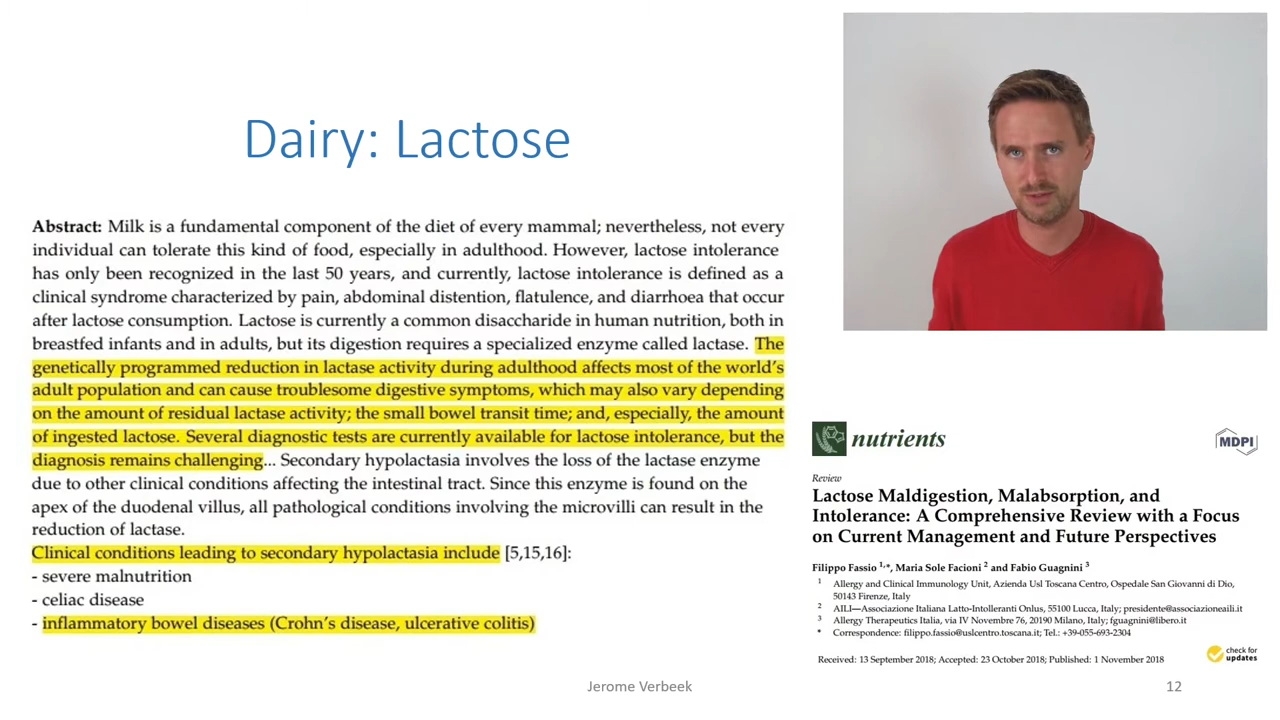 Dairy: Lactose
Abstract: Milk is a fundamental component of the diet of every mammal; nevertheless, not every
individual can tolerate this kind of food, especially in adulthood. However, lactose intolerance
has only been recognized in the last 50 years, and currently, lactose intolerance is defined as a
clinical syndrome characterized by pain, abdominal distention, flatulence, and diarrhoea that occur
after lactose consumption. Lactose is currently a common disaccharide in human nutrition, both in
breastfed infants and in adults, but its digestion requires a specialized enzyme called lactase. The
genetically programmed reduction in lactase activity during adulthood affects most of the world's
adult population and can cause troublesome digestive symptoms, which may also vary depending
on the amount of residual lactase activity; the small bowel transit time; and, especially, the amount
of ingested lactose. Several diagnostic tests are currently available for lactose intolerance, but the
diagnosis remains challenging... Secondary hypolactasia involves the loss of the lactase enzyme
due to other clinical conditions affecting the intestinal tract. Since this enzyme is found on the
apex of the duodenal villus, all pathological conditions involving the microvilli can result in the
reduction of lactase.
Clinical conditions leading to secondary hypolactasia include [5,15,16]:
- severe malnutrition
- celiac disease
- inflammatory bowel diseases (Crohn's disease, ulcerative colitis)
nutrients
MDPI
Review
Lactose Maldigestion, Malabsorption, and
Intolerance: A Comprehensive Review with a Focus
on Current Management and Future Perspectives
Filippo Fassio 1,*, Maria Sole Facioni 2 and Fabio Guagnini 3
1 Allergy and Clinical Immunology Unit, Azienda Usl Toscana Centro, Ospedale San Giovanni di Dio,
50143 Firenze, Italy
2 AILI—Associazione Italiana Latto-Intolleranti Onlus, 55100 Lucca, Italy; presidente@associazioneaili.it
3 Allergy Therapeutics Italia, via IV Novembre 76, 20190 Milano, Italy; fguagnini@libero.it
* Correspondence: filippo.fassio@uslcentro.toscana.it; Tel.: +39-055-693-2304
check for
updates
Received: 13 September 2018; Accepted: 23 October 2018; Published: 1 November 2018
Jerome Verbeek
12